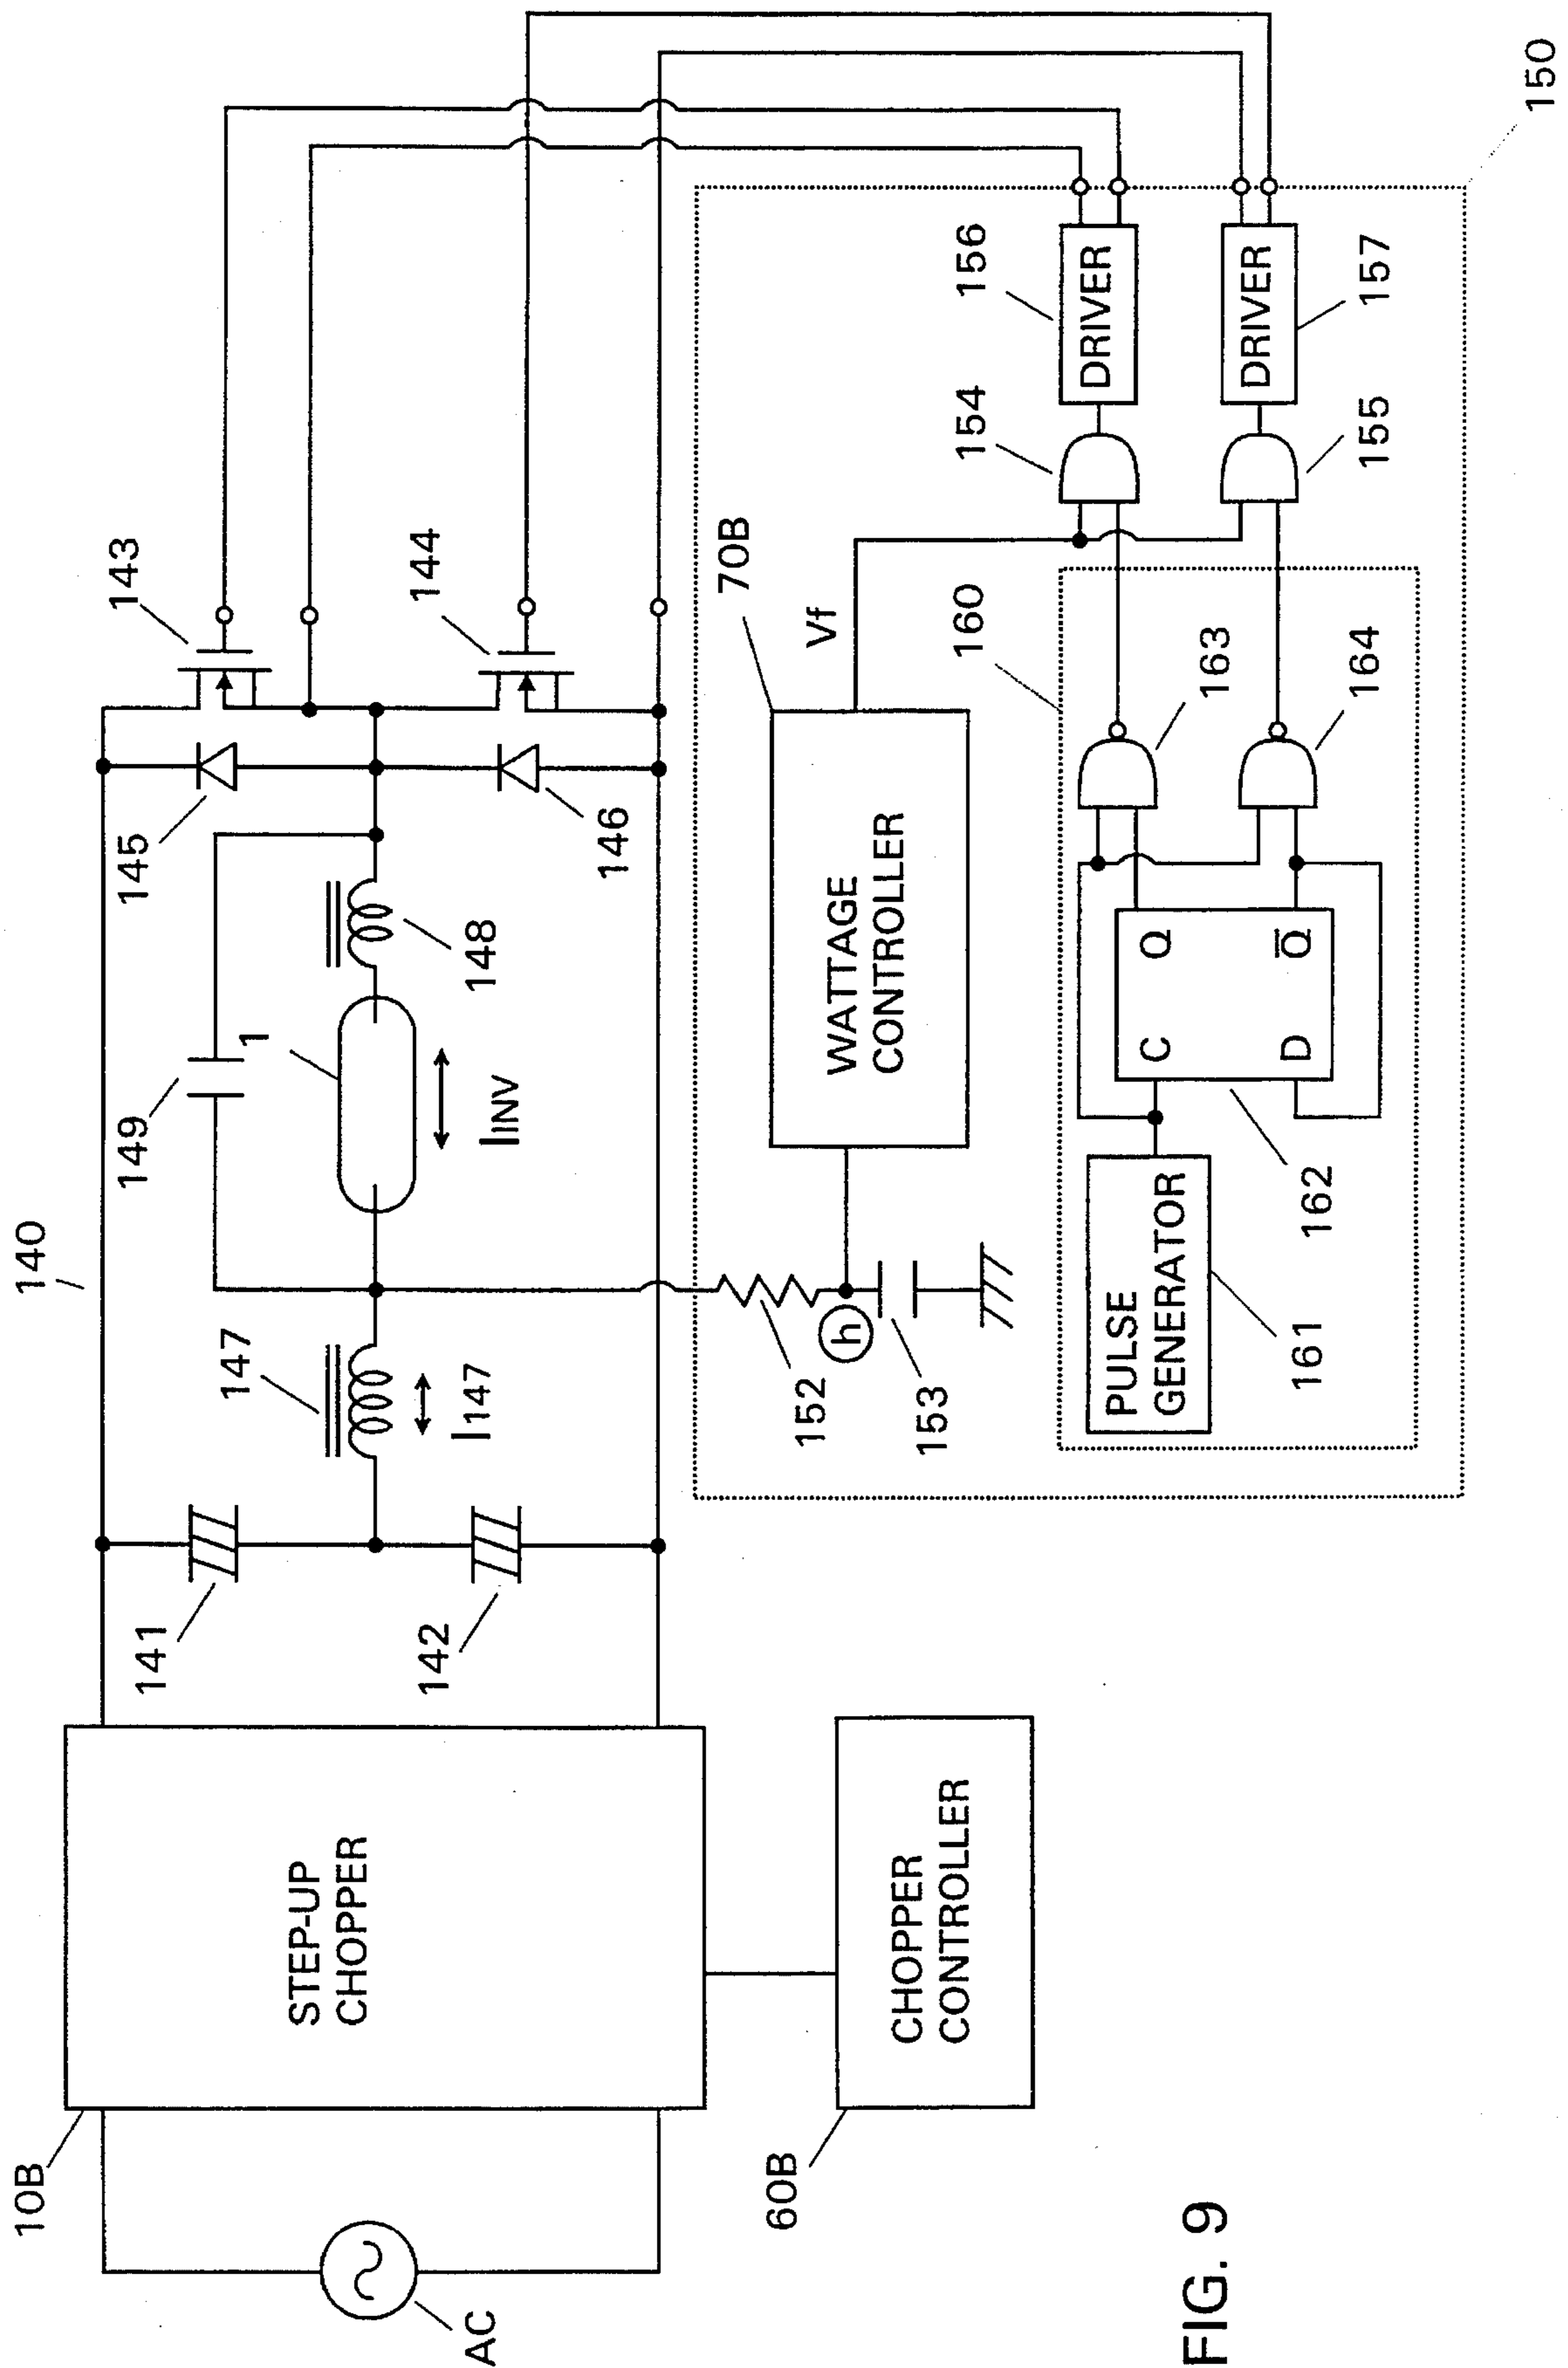 140
10B
STEP-UP
CHOPPER
AC
60B
CHOPPER
CONTROLLER
141
142
147
I147
149
1
IINV
148
145
146
143
144
152
153
h
70B
WATTAGE
CONTROLLER
Vf
160
PULSE
GENERATOR
161
C
Q
D
Q̅
162
163
164
154
155
156
DRIVER
DRIVER
157
150
FIG. 9